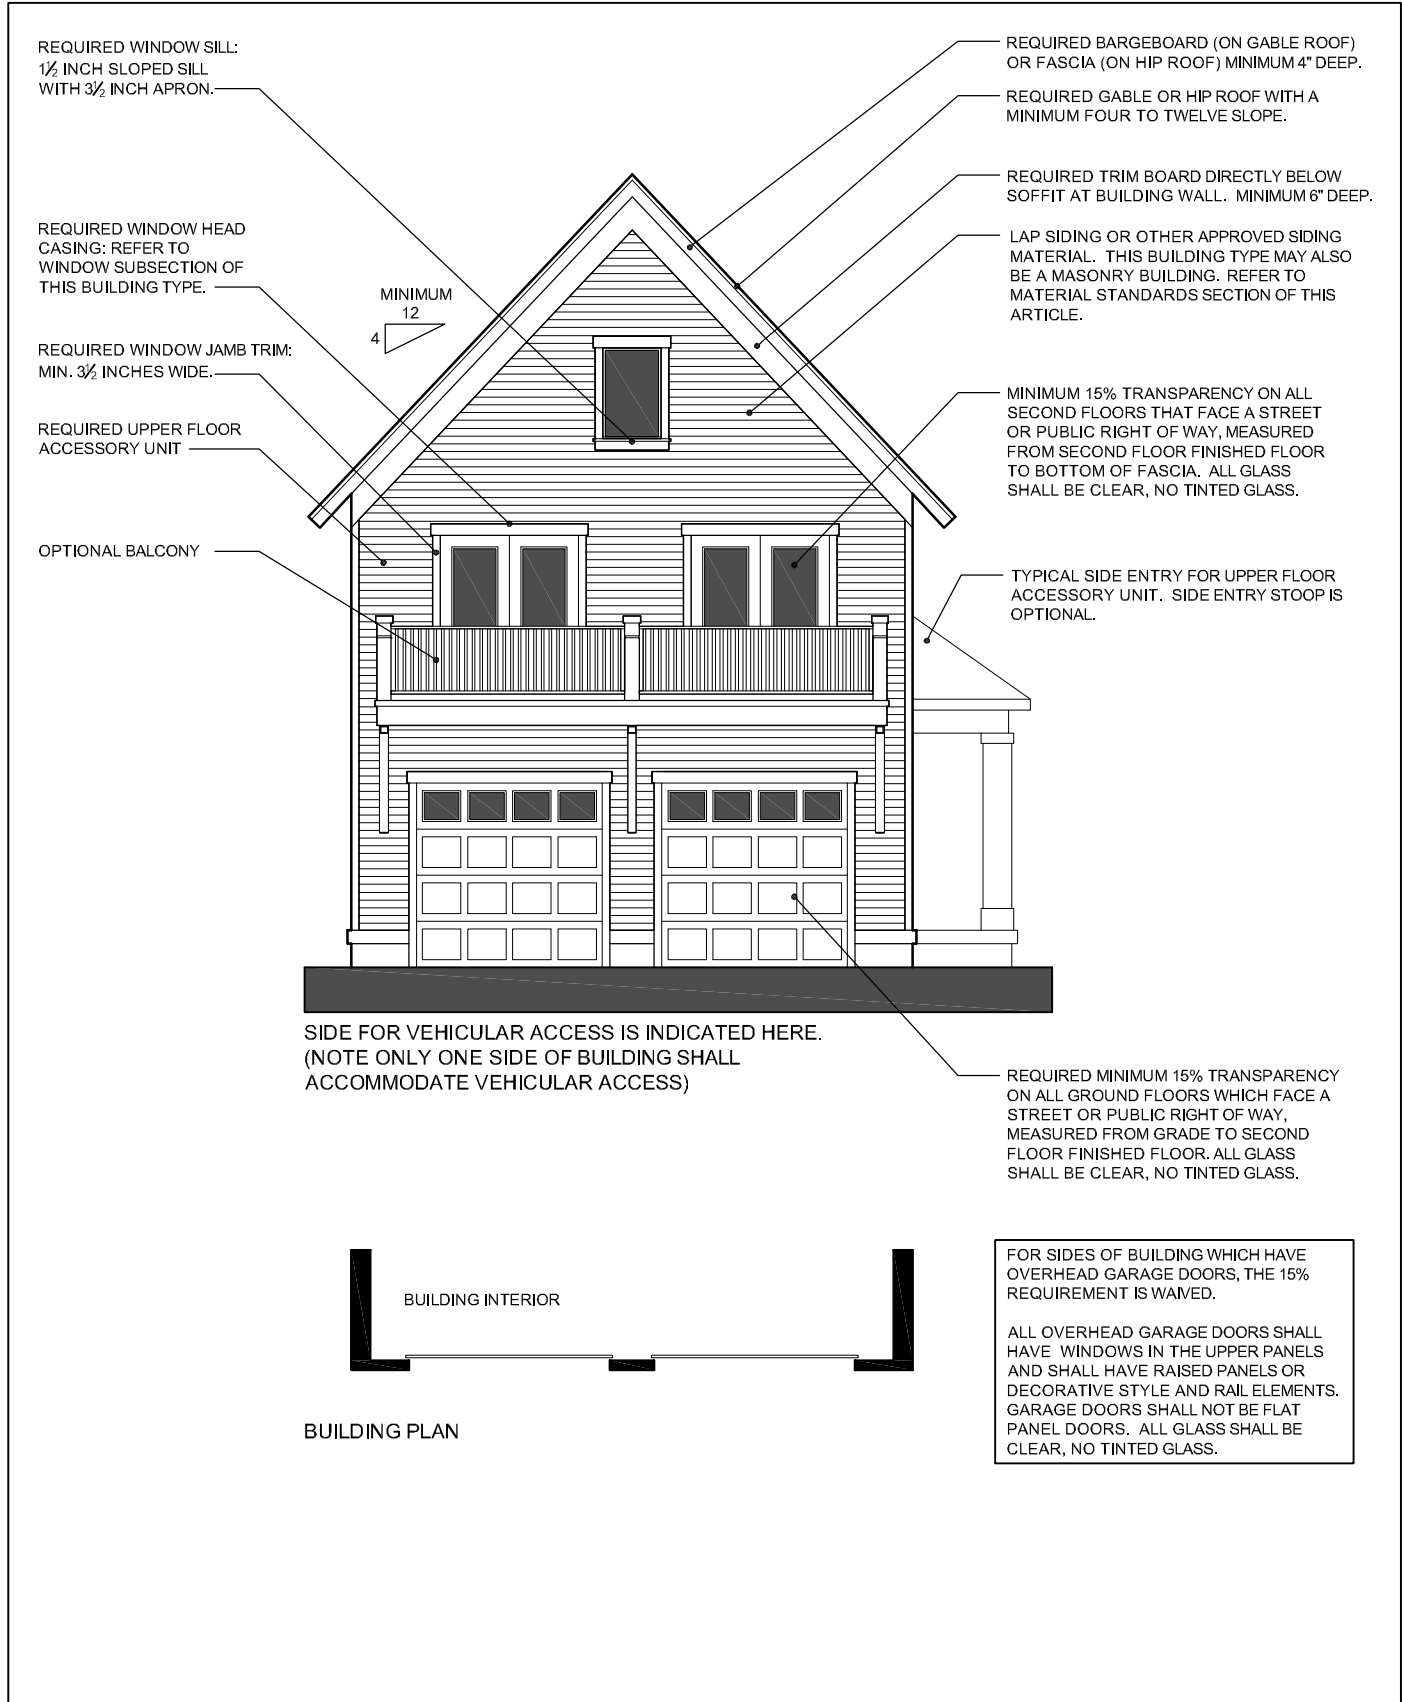 REQUIRED WINDOW SILL:
1½ INCH SLOPED SILL
WITH 3½ INCH APRON.
REQUIRED WINDOW HEAD
CASING: REFER TO
WINDOW SUBSECTION OF
THIS BUILDING TYPE.
MINIMUM
12
4
REQUIRED WINDOW JAMB TRIM:
MIN. 3½ INCHES WIDE.
REQUIRED UPPER FLOOR
ACCESSORY UNIT
OPTIONAL BALCONY
REQUIRED BARGEBOARD (ON GABLE ROOF)
OR FASCIA (ON HIP ROOF) MINIMUM 4" DEEP.
REQUIRED GABLE OR HIP ROOF WITH A
MINIMUM FOUR TO TWELVE SLOPE.
REQUIRED TRIM BOARD DIRECTLY BELOW
SOFFIT AT BUILDING WALL. MINIMUM 6" DEEP.
LAP SIDING OR OTHER APPROVED SIDING
MATERIAL. THIS BUILDING TYPE MAY ALSO
BE A MASONRY BUILDING. REFER TO
MATERIAL STANDARDS SECTION OF THIS
ARTICLE.
MINIMUM 15% TRANSPARENCY ON ALL
SECOND FLOORS THAT FACE A STREET
OR PUBLIC RIGHT OF WAY, MEASURED
FROM SECOND FLOOR FINISHED FLOOR
TO BOTTOM OF FASCIA. ALL GLASS
SHALL BE CLEAR, NO TINTED GLASS.
TYPICAL SIDE ENTRY FOR UPPER FLOOR
ACCESSORY UNIT. SIDE ENTRY STOOP IS
OPTIONAL.
SIDE FOR VEHICULAR ACCESS IS INDICATED HERE.
(NOTE ONLY ONE SIDE OF BUILDING SHALL
ACCOMMODATE VEHICULAR ACCESS)
REQUIRED MINIMUM 15% TRANSPARENCY
ON ALL GROUND FLOORS WHICH FACE A
STREET OR PUBLIC RIGHT OF WAY,
MEASURED FROM GRADE TO SECOND
FLOOR FINISHED FLOOR. ALL GLASS
SHALL BE CLEAR, NO TINTED GLASS.
BUILDING INTERIOR
BUILDING PLAN
FOR SIDES OF BUILDING WHICH HAVE
OVERHEAD GARAGE DOORS, THE 15%
REQUIREMENT IS WAIVED.
ALL OVERHEAD GARAGE DOORS SHALL
HAVE WINDOWS IN THE UPPER PANELS
AND SHALL HAVE RAISED PANELS OR
DECORATIVE STYLE AND RAIL ELEMENTS.
GARAGE DOORS SHALL NOT BE FLAT
PANEL DOORS. ALL GLASS SHALL BE
CLEAR, NO TINTED GLASS.